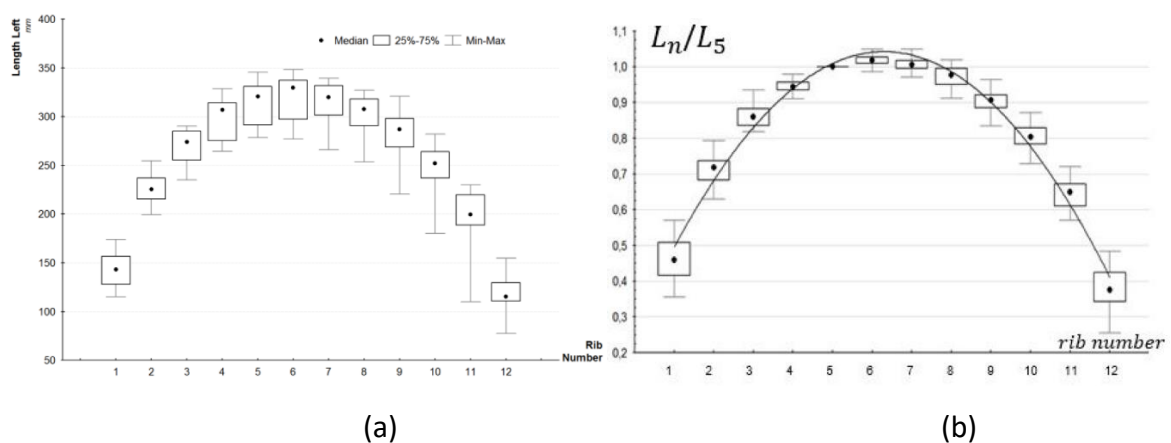 400
350
300
250
200
150
100
50
Length Left
mm
Median
25%-75%
Min-Max
1 2 3 4 5 6 7 8 9 10 11 12
Rib
Number
(a)
L_n/L_5
1,1
1,0
0,9
0,8
0,7
0,6
0,5
0,4
0,3
0,2
rib number
1 2 3 4 5 6 7 8 9 10 11 12
(b)